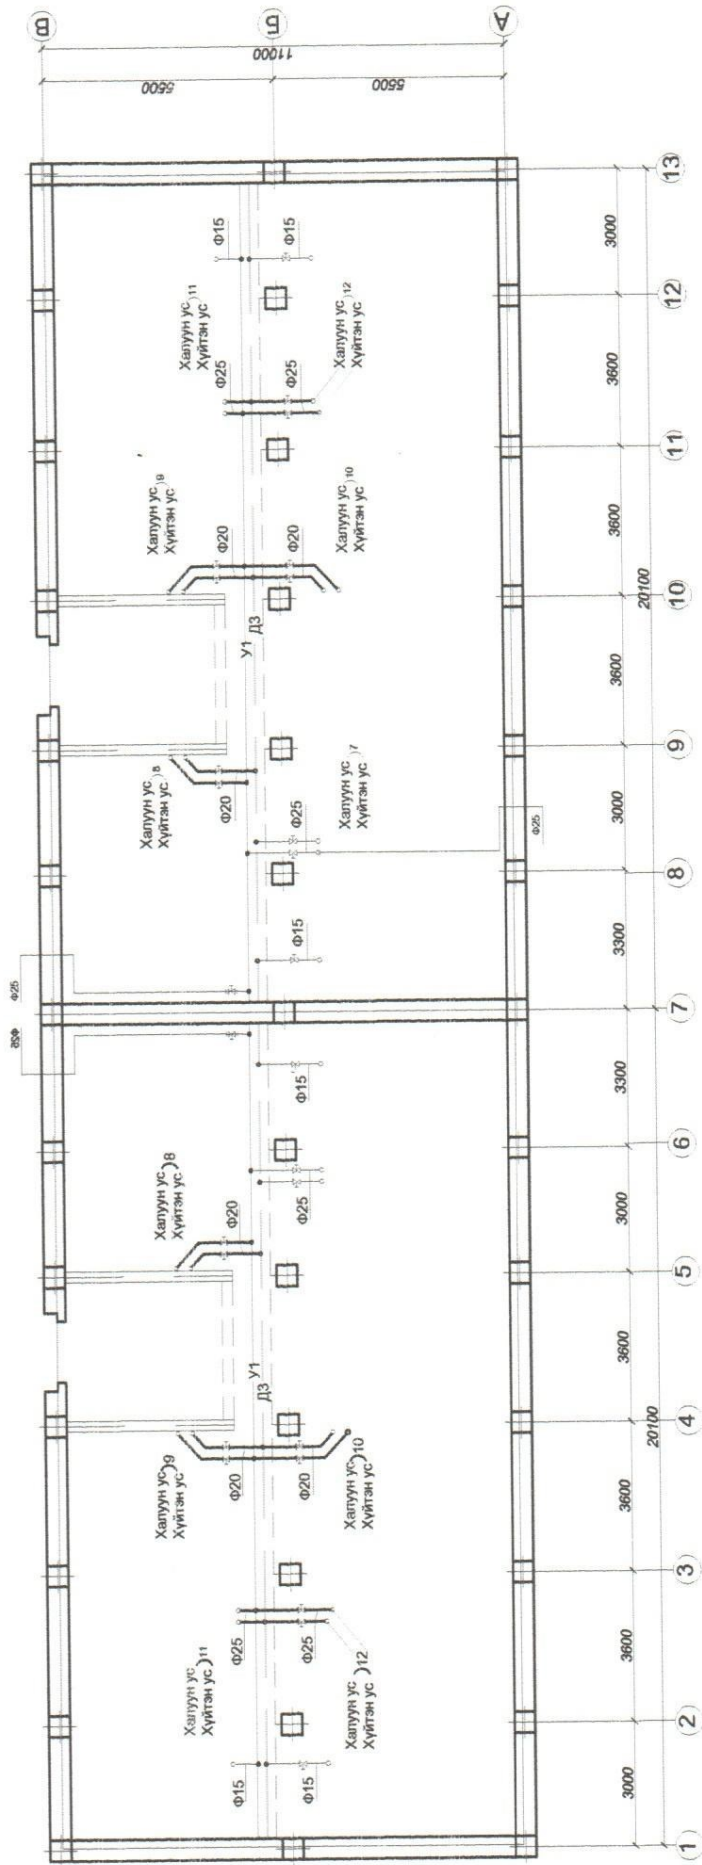 В
Б
А
5500
5500
11000
Ф15
Ф15
Халуун ус
Хүйтэн ус )11
Ф25
Ф25
Халуун ус
Хүйтэн ус )12
Халуун ус
Хүйтэн ус )9
Ф20
Ф20
Халуун ус
Хүйтэн ус )10
У1
Д3
Халуун ус
Хүйтэн ус )8
Ф20
Халуун ус
Хүйтэн ус )7
Ф25
Ф25
Ф15
Ф25
Ф25
Ф15
Халуун ус
Хүйтэн ус )8
Ф20
Ф25
У1
Д3
Халуун ус
Хүйтэн ус )9
Ф20
Ф20
Халуун ус
Хүйтэн ус )10
Халуун ус
Хүйтэн ус )11
Ф25
Ф25
Халуун ус
Хүйтэн ус )12
Ф15
Ф15
3000
3600
3600
3600
3000
3300
3300
3000
3600
3600
3600
3000
20100
20100
1
2
3
4
5
6
7
8
9
10
11
12
13